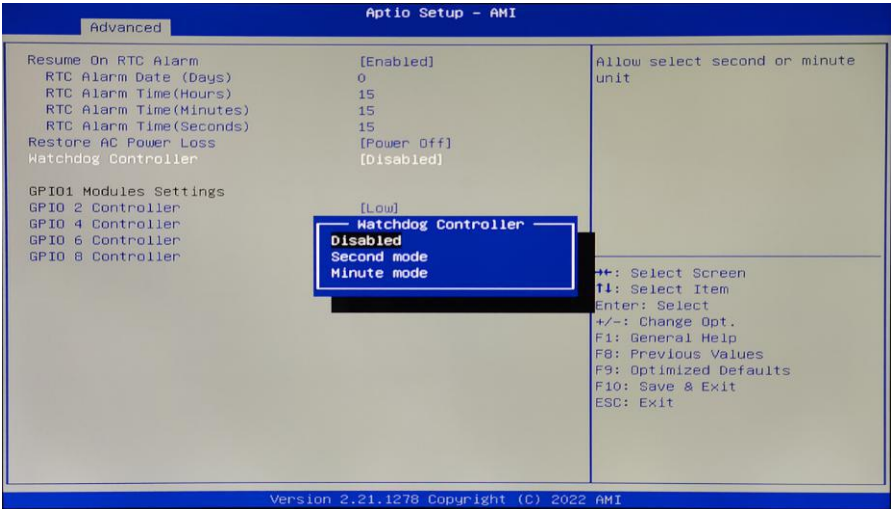 Aptio Setup – AMI
Advanced
Resume On RTC Alarm [Enabled]
RTC Alarm Date (Days) 0
RTC Alarm Time(Hours) 15
RTC Alarm Time(Minutes) 15
RTC Alarm Time(Seconds) 15
Restore AC Power Loss [Power Off]
Watchdog Controller [Disabled]
GPIO1 Modules Settings
GPIO 2 Controller [Low]
GPIO 4 Controller
GPIO 6 Controller
GPIO 8 Controller
Watchdog Controller
Disabled
Second mode
Minute mode
Allow select second or minute
unit
→←: Select Screen
↑↓: Select Item
Enter: Select
+/-: Change Opt.
F1: General Help
F8: Previous Values
F9: Optimized Defaults
F10: Save & Exit
ESC: Exit
Version 2.21.1278 Copyright (C) 2022 AMI